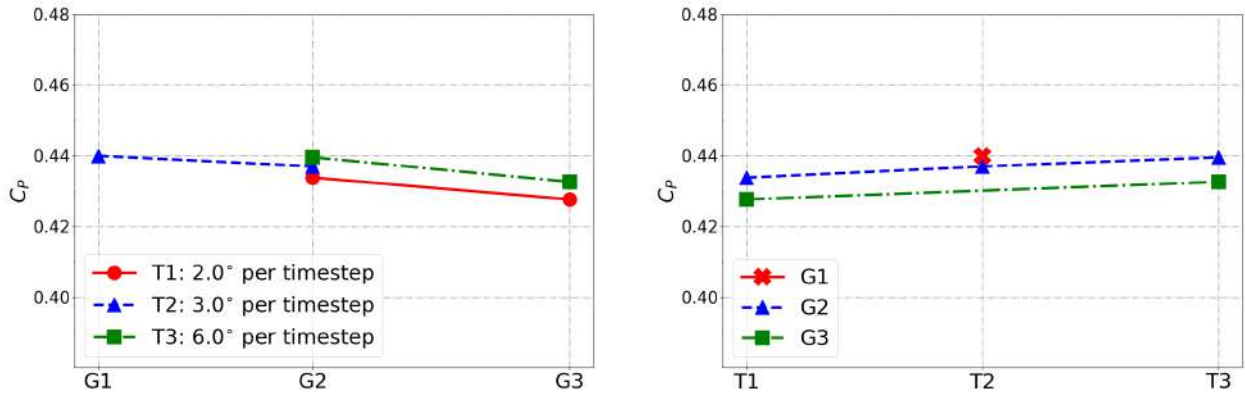 0.48
0.46
0.44
0.42
0.40
C_P
T1: 2.0° per timestep
T2: 3.0° per timestep
T3: 6.0° per timestep
G1 G2 G3
0.48
0.46
0.44
0.42
0.40
C_P
G1
G2
G3
T1 T2 T3